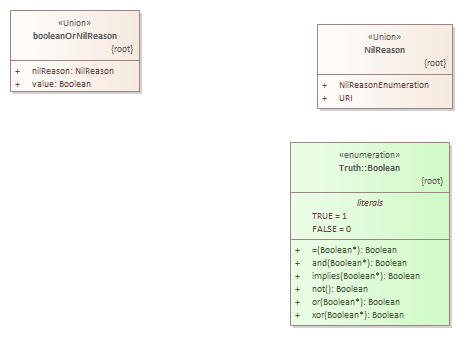 «Union»
booleanOrNilReason
{root}
+ nilReason: NilReason
+ value: Boolean
«Union»
NilReason
{root}
+ NilReasonEnumeration
+ URI
«enumeration»
Truth::Boolean
{root}
literals
TRUE = 1
FALSE = 0
+ =(Boolean*): Boolean
+ and(Boolean*): Boolean
+ implies(Boolean*): Boolean
+ not(): Boolean
+ or(Boolean*): Boolean
+ xor(Boolean*): Boolean